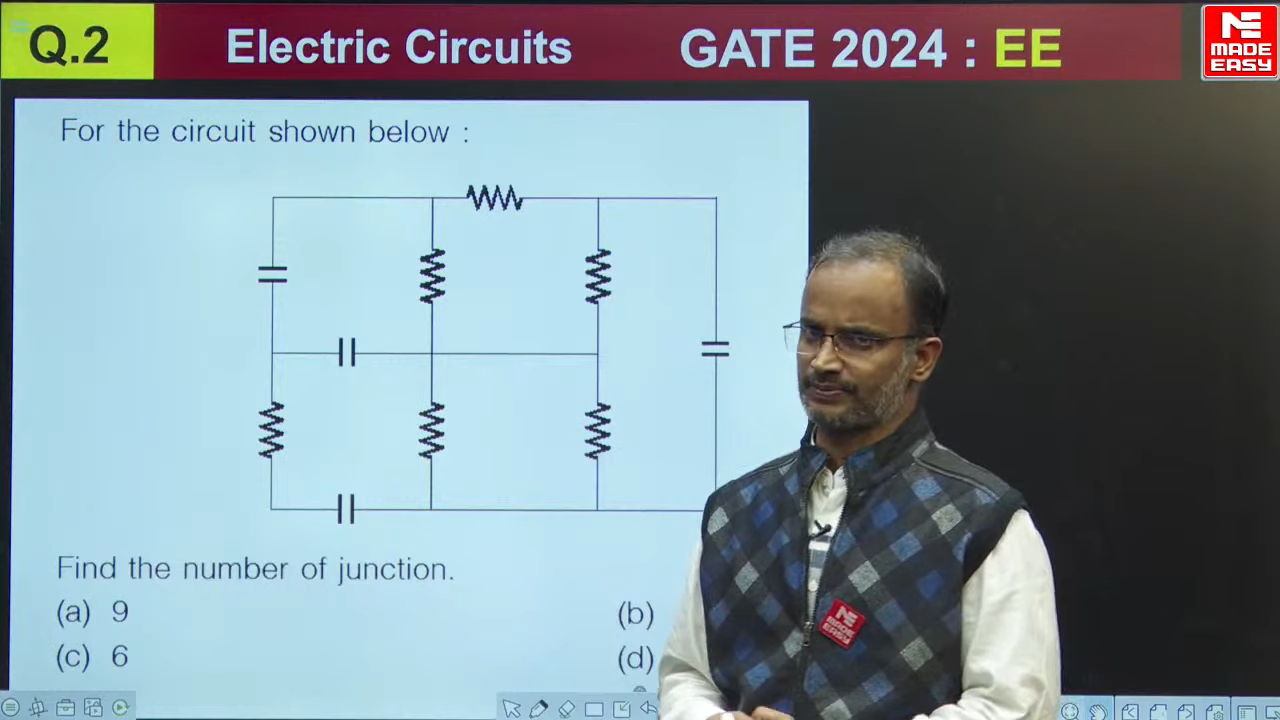 Q.2
Electric Circuits
GATE 2024 : EE
MADE
EASY
For the circuit shown below :
Find the number of junction.
(a) 9
(b)
(c) 6
(d)
MADE
EASY